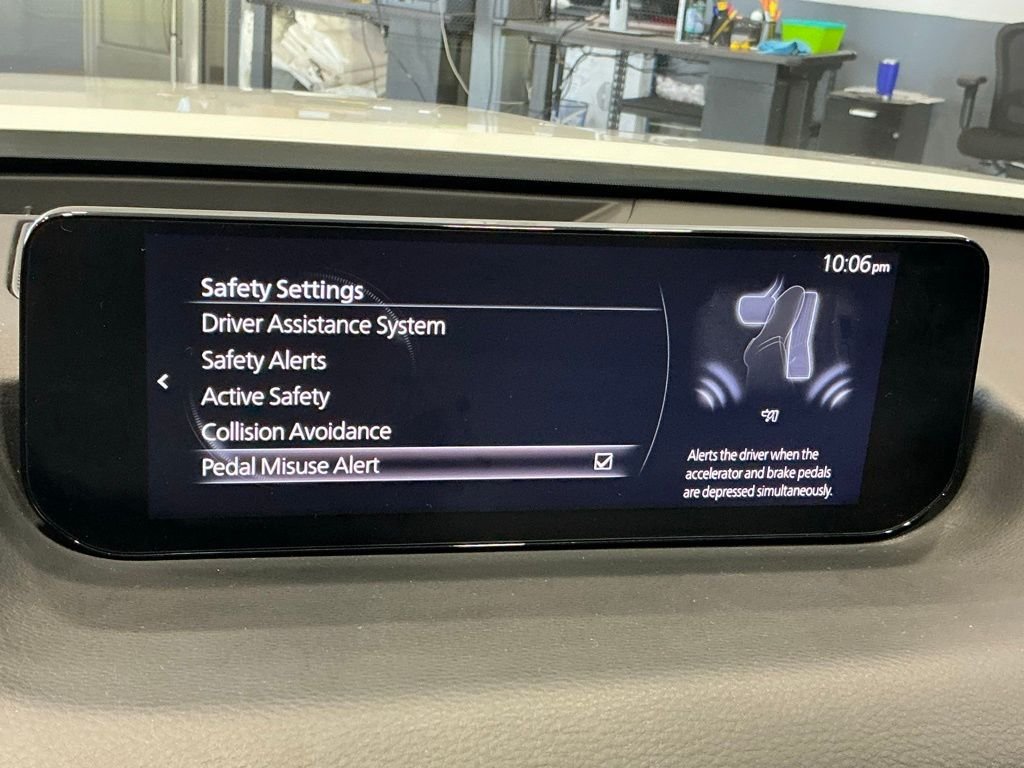 10:06pm
Safety Settings
Driver Assistance System
Safety Alerts
Active Safety
Collision Avoidance
Pedal Misuse Alert
Alerts the driver when the
accelerator and brake pedals
are depressed simultaneously.